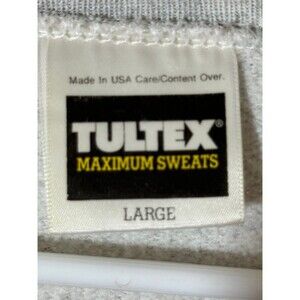 Made In USA Care/Content Over.
TULTEX®
MAXIMUM SWEATS
LARGE